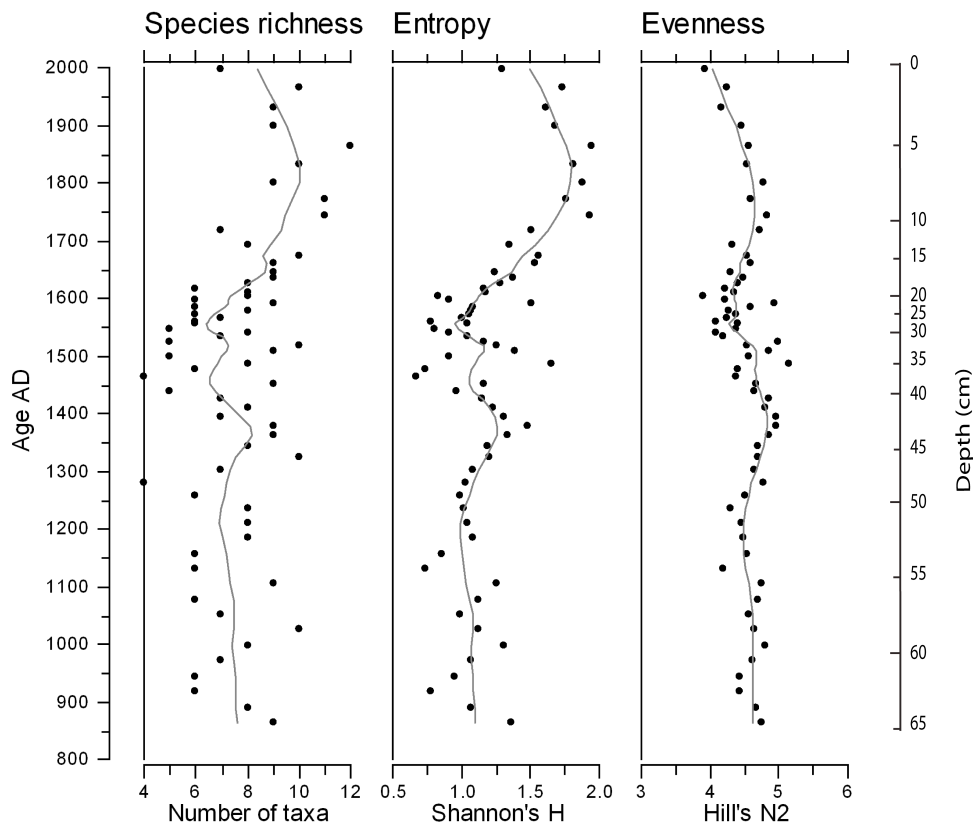 Species richness
Entropy
Evenness
2000
1900
1800
1700
1600
1500
1400
1300
1200
1100
1000
900
800
Age AD
4 6 8 10 12
Number of taxa
0.5 1.0 1.5 2.0
Shannon's H
3 4 5 6
Hill's N2
0
5
10
15
20
25
30
35
40
45
50
55
60
65
Depth (cm)